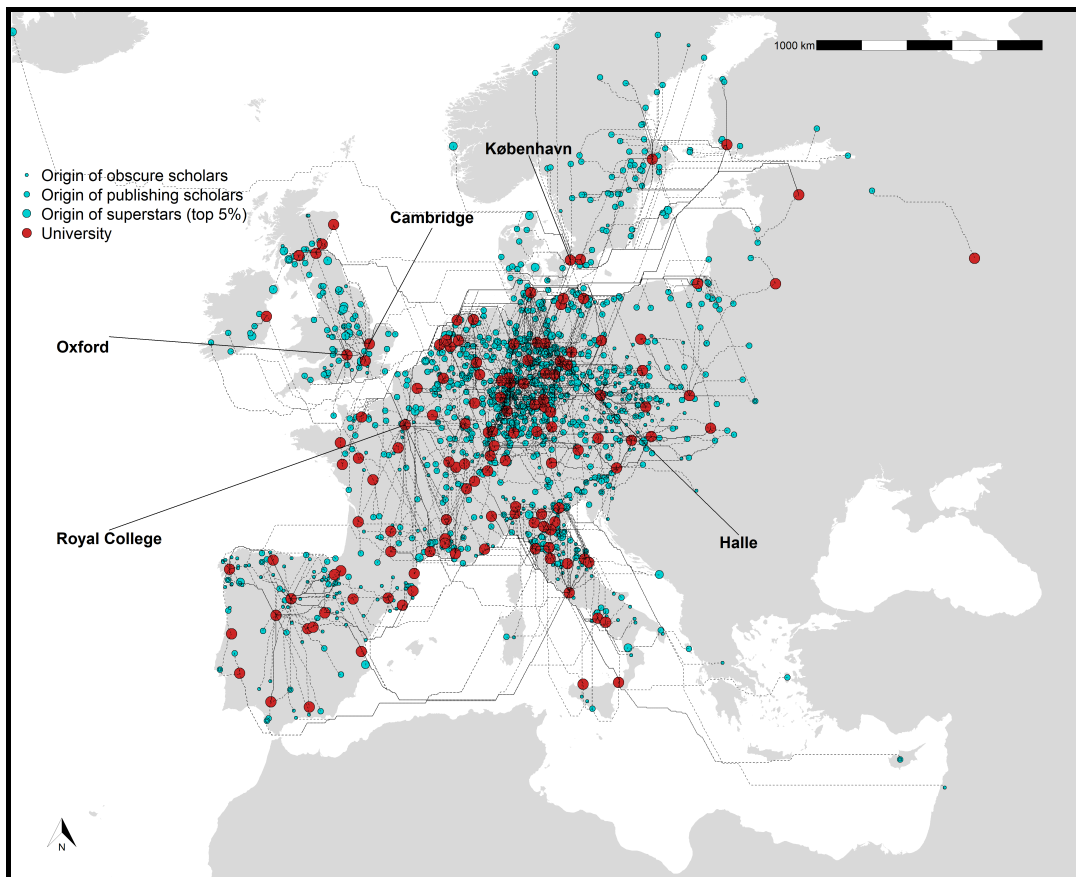 1000 km
København
Origin of obscure scholars
Origin of publishing scholars
Origin of superstars (top 5%)
University
Cambridge
Oxford
Royal College
Halle
N